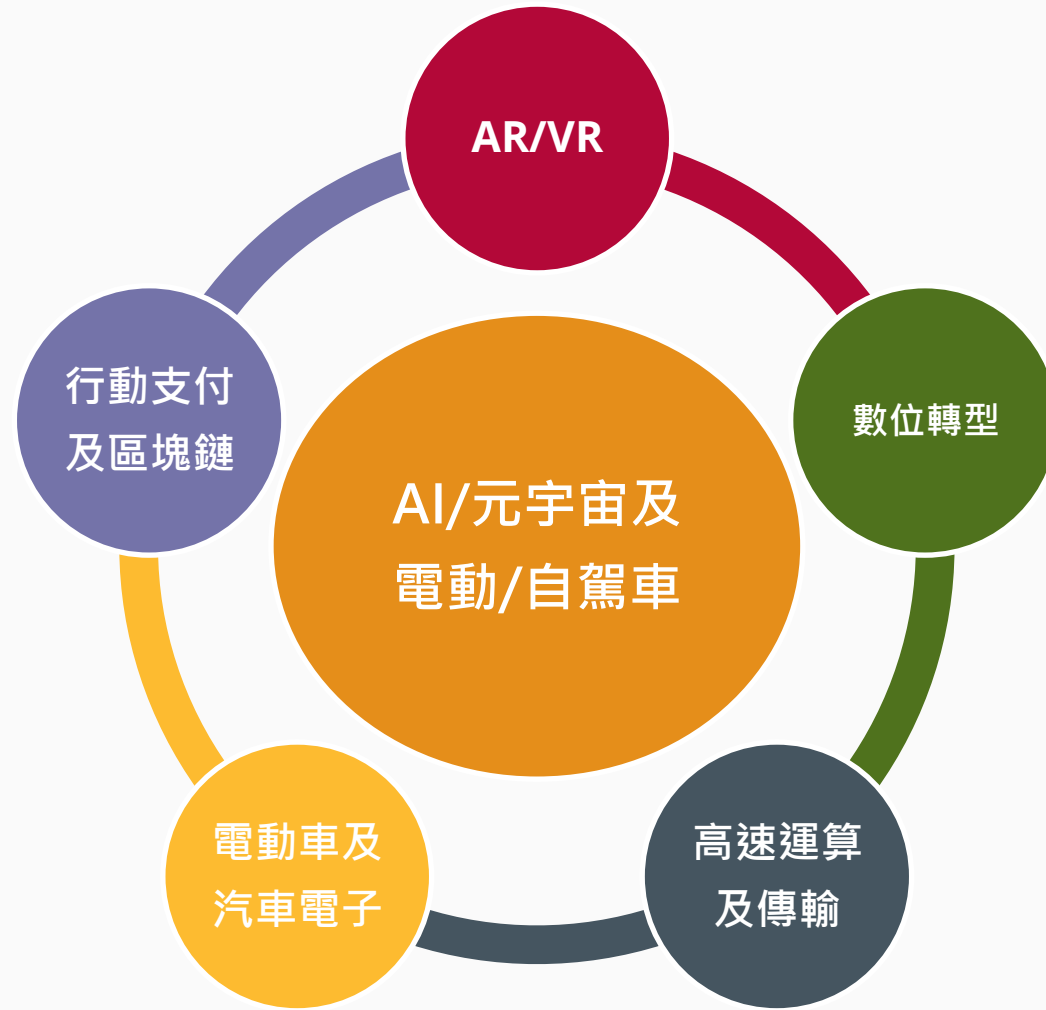 AR/VR
數位轉型
高速運算
及傳輸
電動車及
汽車電子
行動支付
及區塊鏈
AI/元宇宙及
電動/自駕車